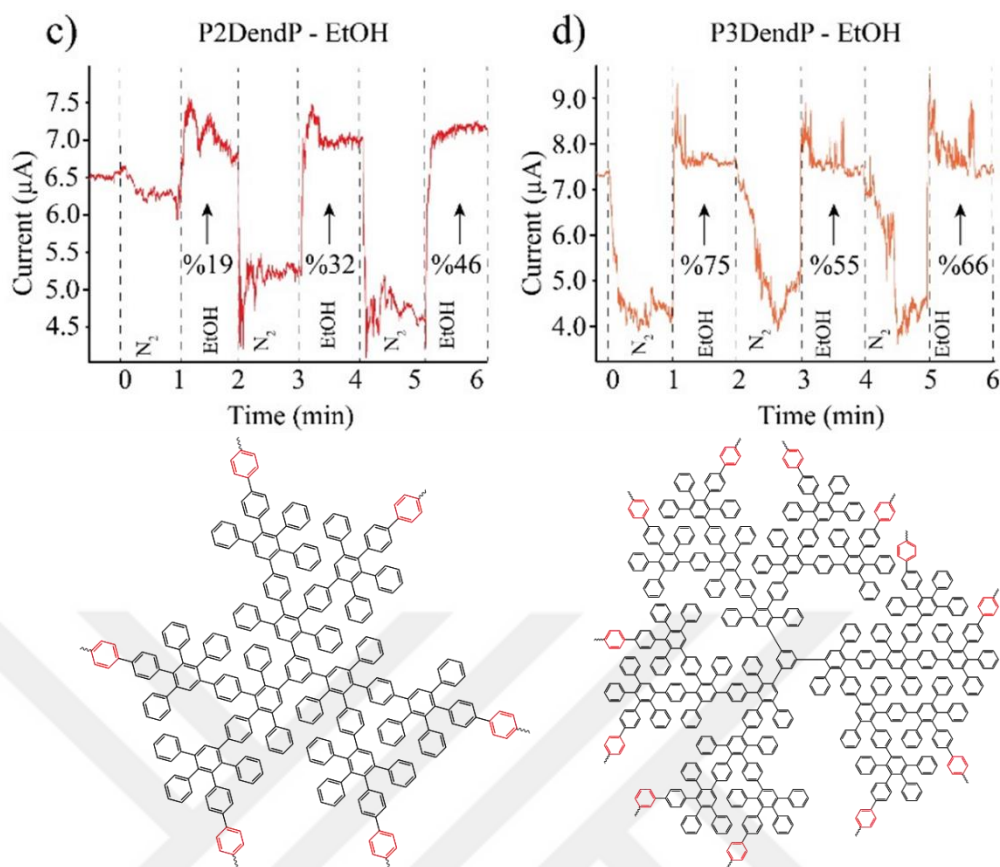 c) P2DendP - EtOH
7.5
7.0
6.5
6.0
5.5
5.0
4.5
Current (μA)
%19
%32
%46
N2
EtOH
N2
EtOH
N2
EtOH
0 1 2 3 4 5 6
Time (min)
d) P3DendP - EtOH
9.0
8.0
7.0
6.0
5.0
4.0
Current (μA)
%75
%55
%66
N2
EtOH
N2
EtOH
N2
EtOH
0 1 2 3 4 5 6
Time (min)